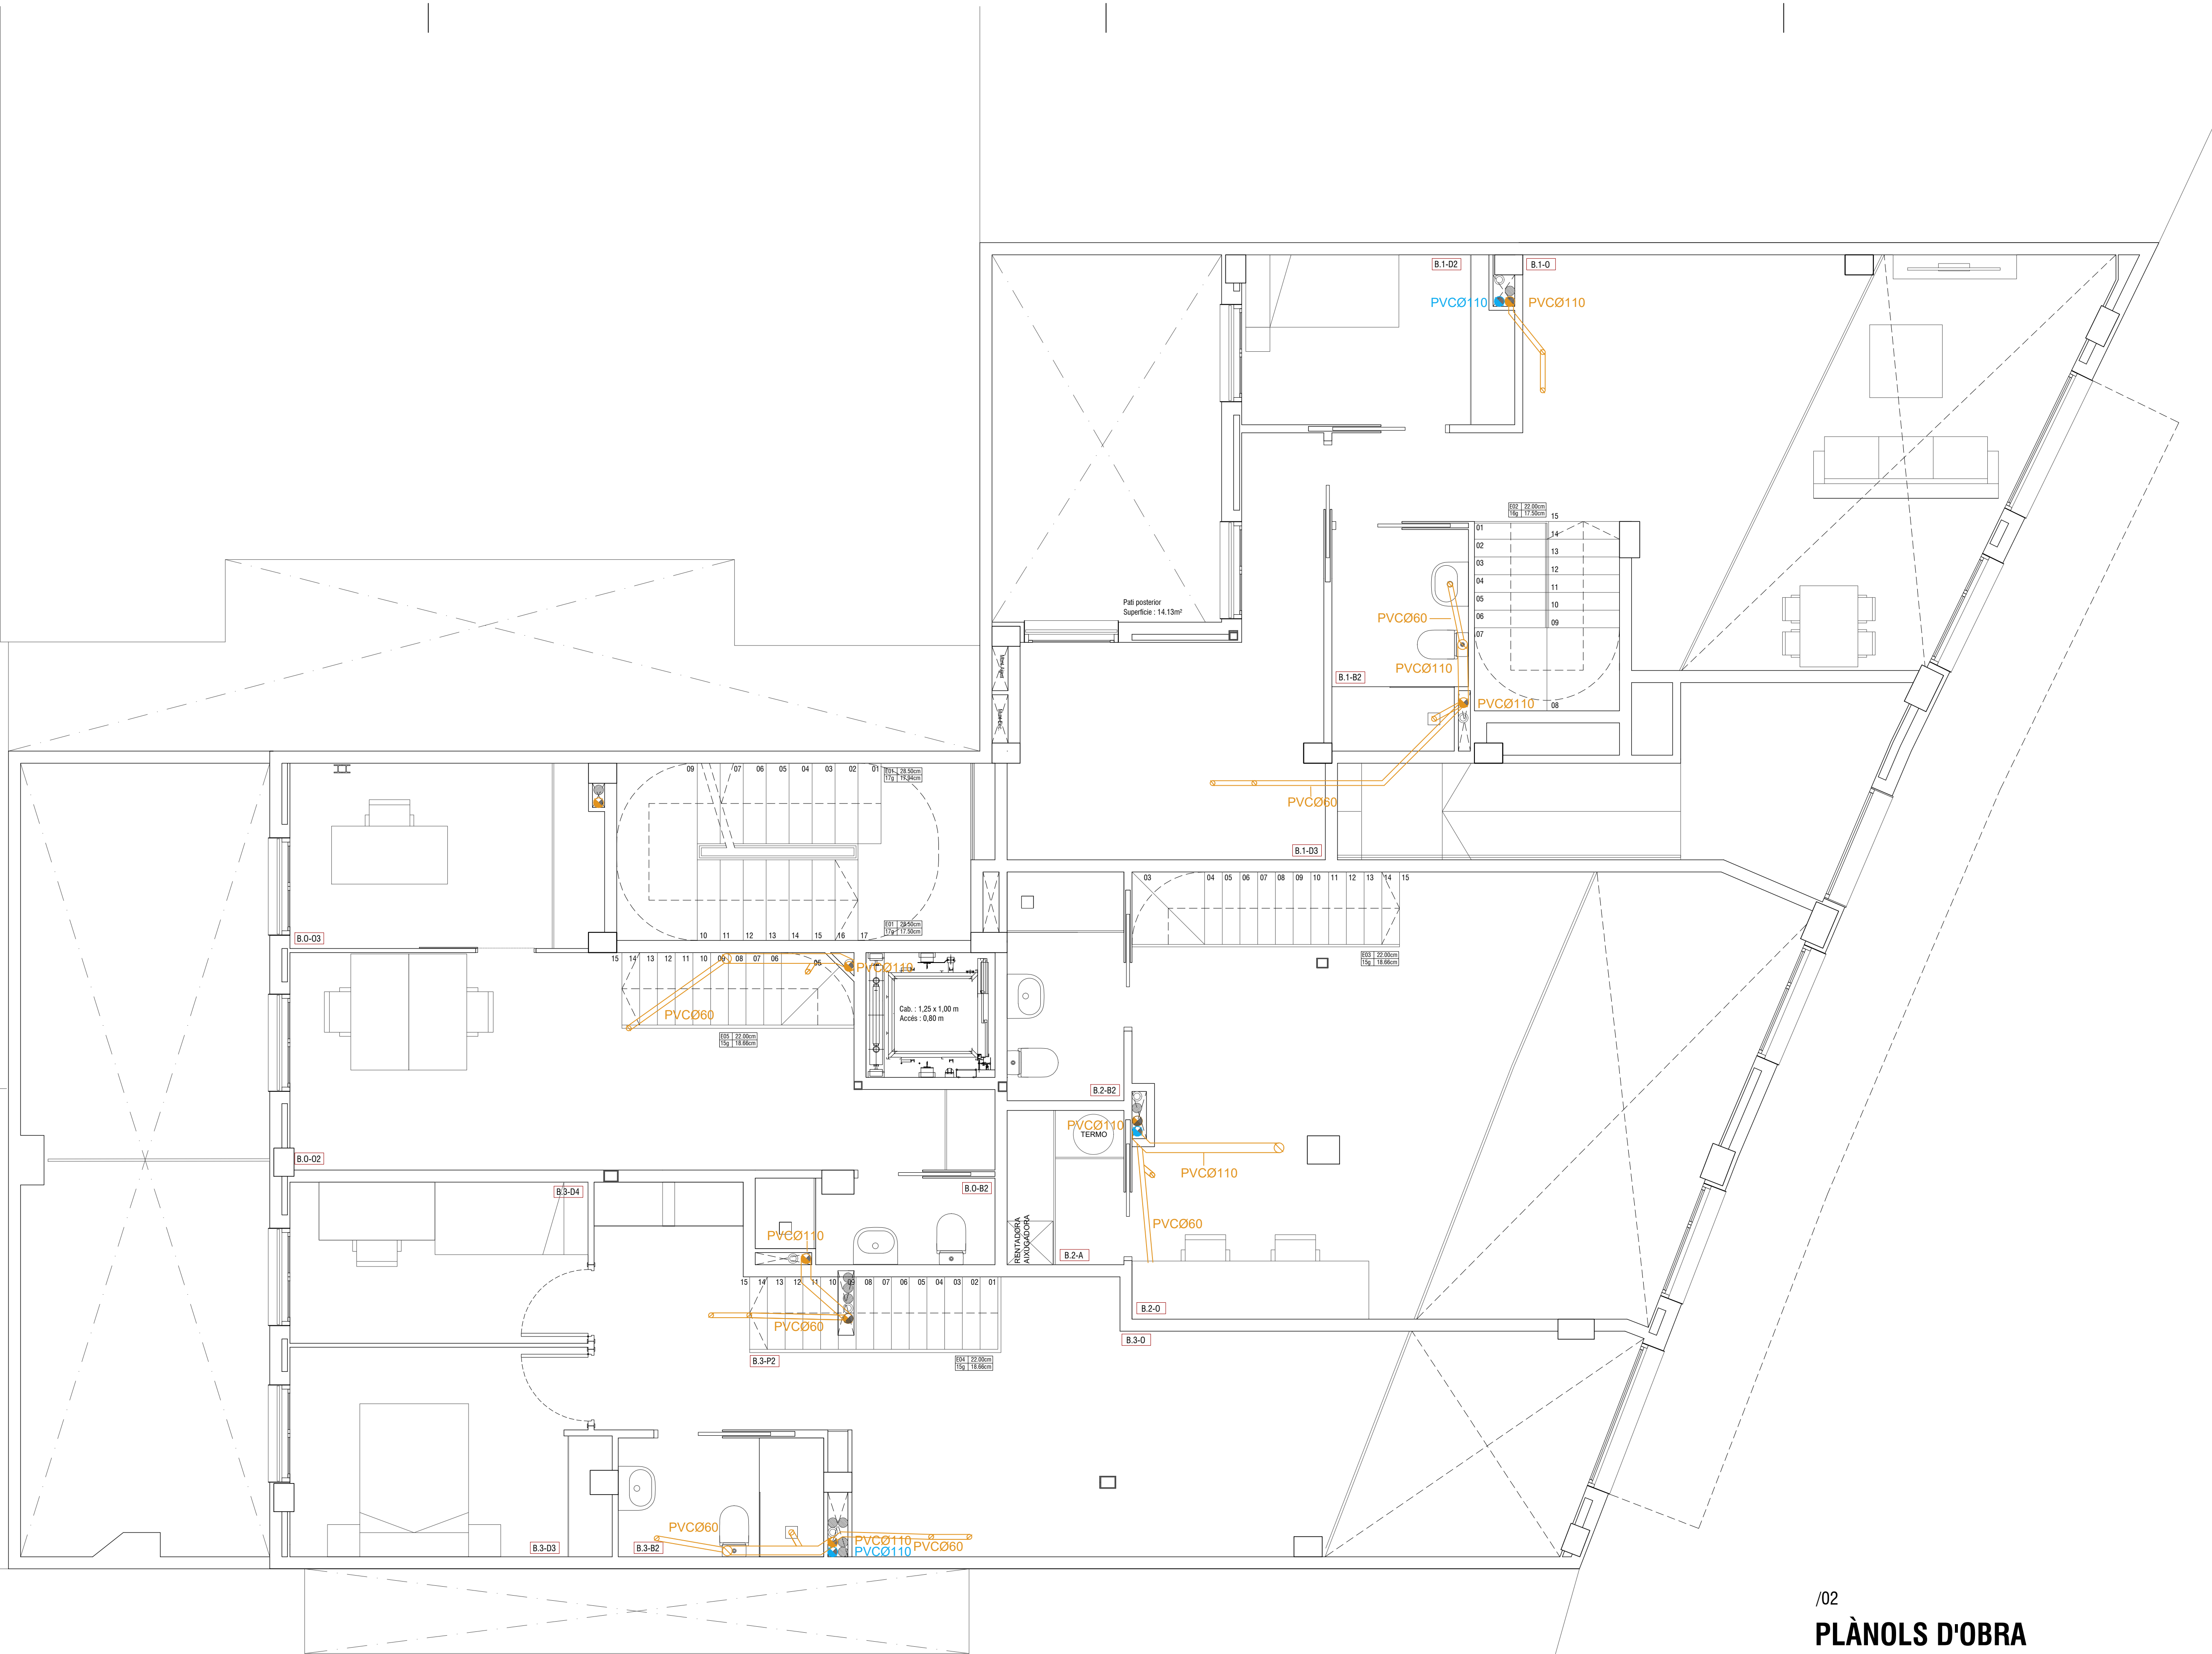 B.1-D2
B.1-O
PVCØ110
PVCØ110
E02 22.00cm
16g 17.50cm
15
01
14
02
13
03
12
04
11
05
10
06
09
07
08
Pati posterior
Superfície : 14.13m²
PVCØ60
PVCØ110
B.1-B2
PVCØ110
PVCØ60
B.1-D3
09
07
06
05
04
03
02
01
E01 28.50cm
17g 19.94cm
10
11
12
13
14
15
16
17
E01 28.50cm
17g 17.50cm
B.0-O3
03
04
05
06
07
08
09
10
11
12
13
14
15
E03 22.00cm
15g 18.66cm
15
14
13
12
11
10
09
08
07
06
05
PVCØ110
PVCØ60
E05 22.00cm
15g 18.66cm
Cab. : 1,25 x 1,00 m
Accés : 0,80 m
B.2-B2
PVCØ110
TERMO
PVCØ110
B.0-O2
B.3-D4
B.0-B2
PVCØ60
PVCØ110
RENTADORA
AIXUGADORA
B.2-A
15
14
13
12
11
10
09
08
07
06
05
04
03
02
01
B.2-O
PVCØ60
B.3-O
B.3-P2
E04 22.00cm
15g 18.66cm
PVCØ60
PVCØ110
PVCØ110
PVCØ60
B.3-D3
B.3-B2
/02
PLÀNOLS D'OBRA